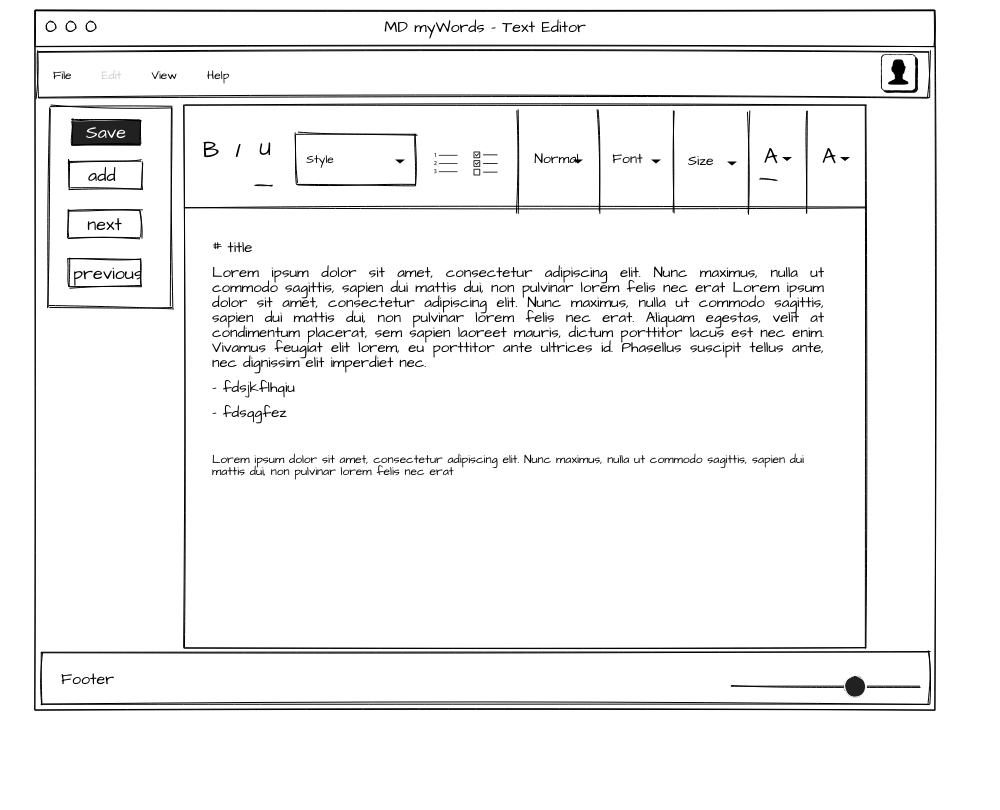 MD myWords - Text Editor
File Edit View Help
Save
add
next
previous
B I U Style Normal Font Size A A
1
2
3
# title
Lorem ipsum dolor sit amet, consectetur adipiscing elit. Nunc maximus, nulla ut
commodo sagittis, sapien dui mattis dui, non pulvinar lorem felis nec erat Lorem ipsum
dolor sit amet, consectetur adipiscing elit. Nunc maximus, nulla ut commodo sagittis,
sapien dui mattis dui, non pulvinar lorem felis nec erat. Aliquam egestas, velit at
condimentum placerat, sem sapien laoreet mauris, dictum porttitor lacus est nec enim.
Vivamus feugiat elit lorem, eu porttitor ante ultrices id. Phasellus suscipit tellus ante,
nec dignissim elit imperdiet nec.
- fdsjkflhqiu
- fdsqgfez
Lorem ipsum dolor sit amet, consectetur adipiscing elit. Nunc maximus, nulla ut commodo sagittis, sapien dui
mattis dui, non pulvinar lorem felis nec erat
Footer